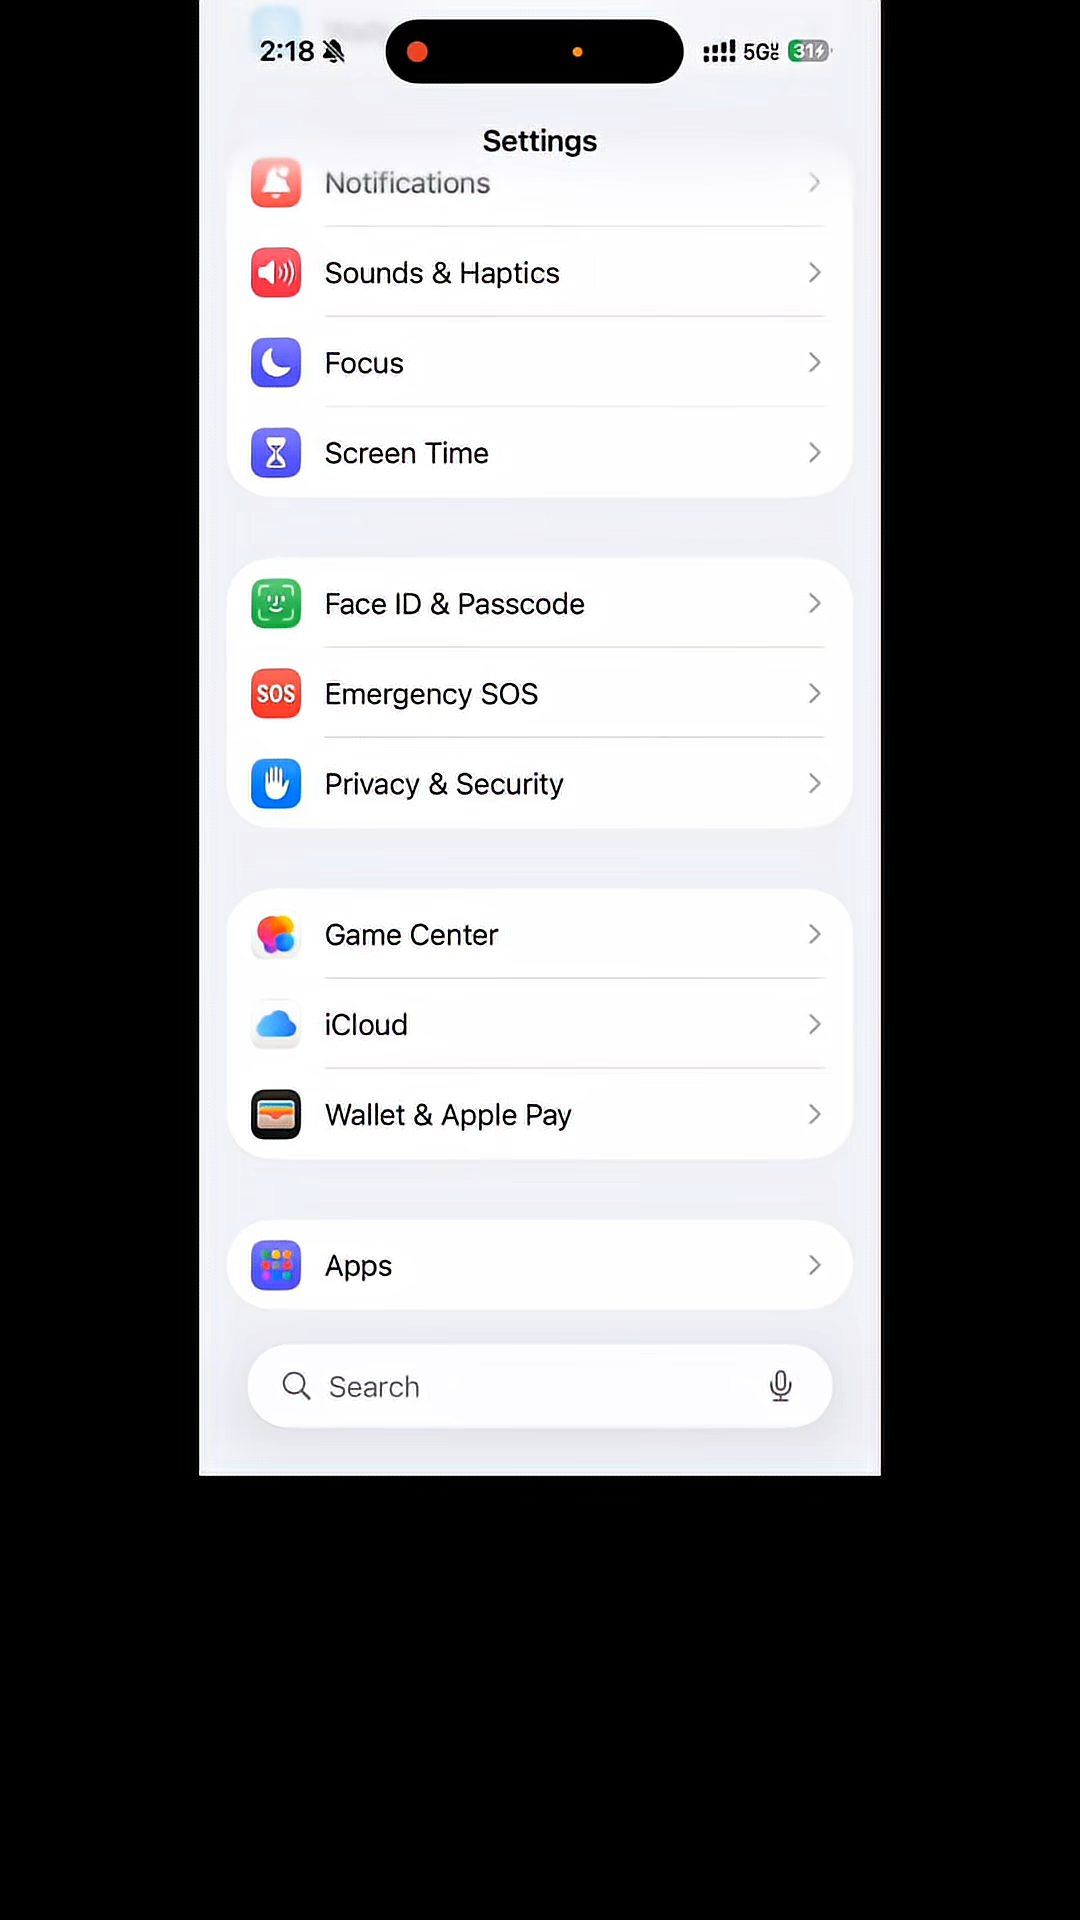 2:18 5G 31
Settings
Notifications
Sounds & Haptics
Focus
Screen Time
Face ID & Passcode
SOS Emergency SOS
Privacy & Security
Game Center
iCloud
Wallet & Apple Pay
Apps
Search